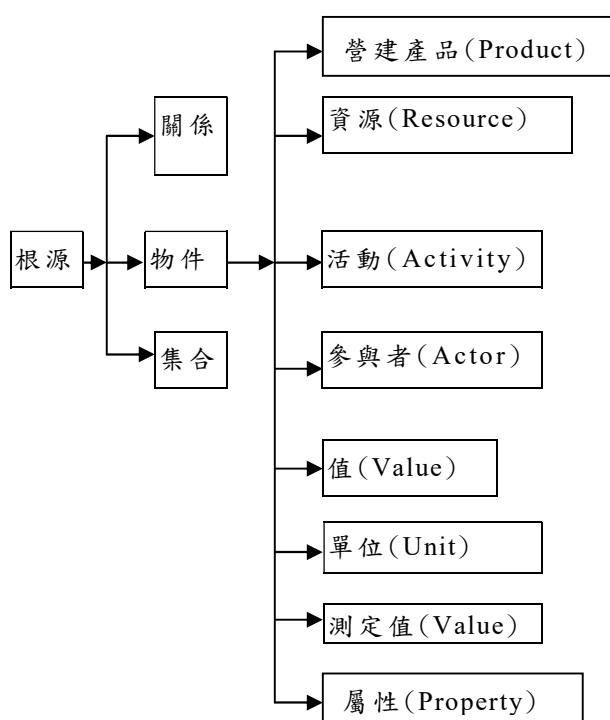 營建產品(Product)
關係
資源(Resource)
根源
物件
活動(Activity)
集合
參與者(Actor)
值(Value)
單位(Unit)
測定值(Value)
屬性(Property)